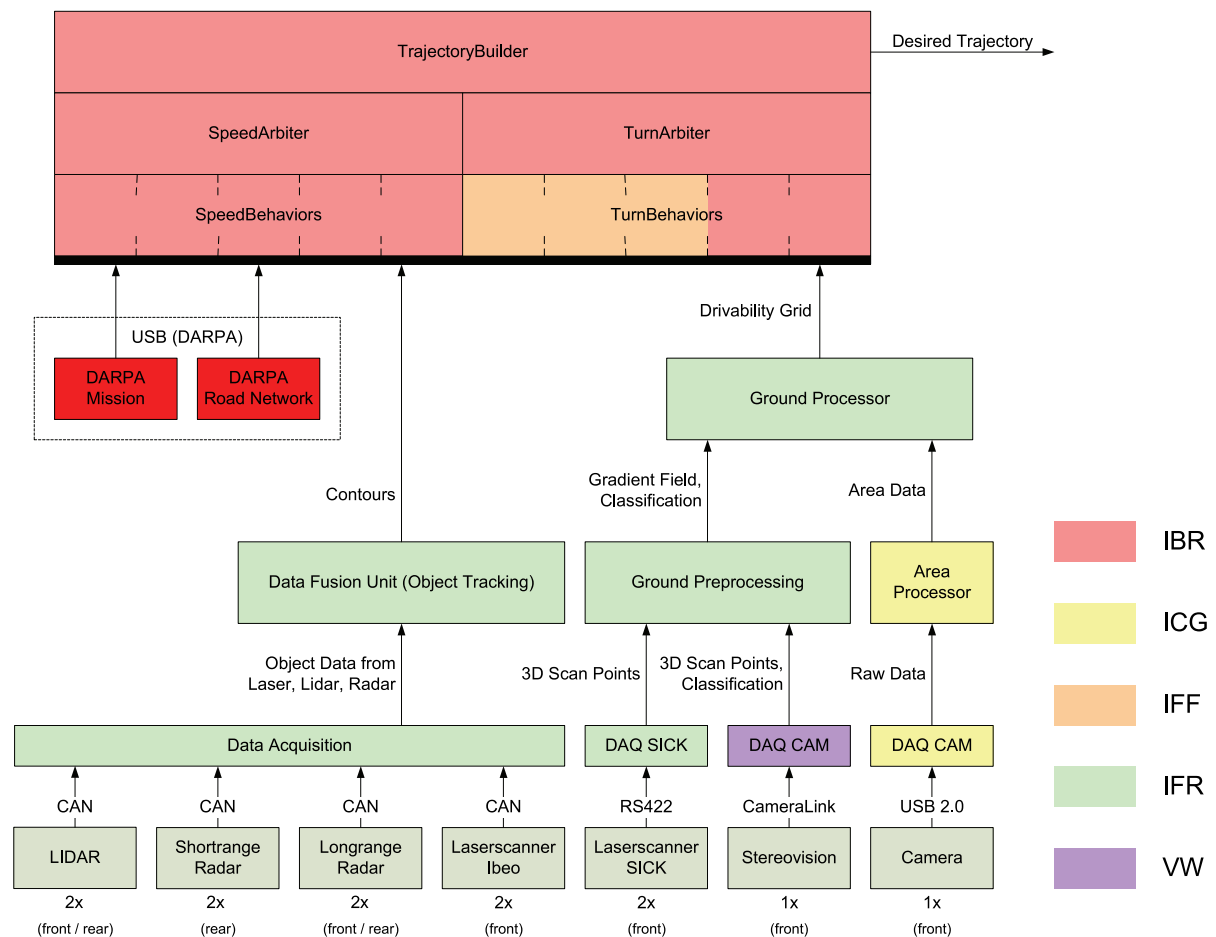 TrajectoryBuilder
Desired Trajectory
SpeedArbiter
TurnArbiter
SpeedBehaviors
TurnBehaviors
USB (DARPA)
DARPA
Mission
DARPA
Road Network
Drivability Grid
Ground Processor
Contours
Gradient Field,
Classification
Area Data
Data Fusion Unit (Object Tracking)
Ground Preprocessing
Area
Processor
Object Data from
Laser, Lidar, Radar
3D Scan Points
3D Scan Points,
Classification
Raw Data
Data Acquisition
DAQ SICK
DAQ CAM
DAQ CAM
CAN
CAN
CAN
CAN
RS422
CameraLink
USB 2.0
LIDAR
Shortrange
Radar
Longrange
Radar
Laserscanner
Ibeo
Laserscanner
SICK
Stereovision
Camera
2x
2x
2x
2x
2x
1x
1x
(front / rear)
(rear)
(front / rear)
(front)
(front)
(front)
(front)
IBR
ICG
IFF
IFR
VW